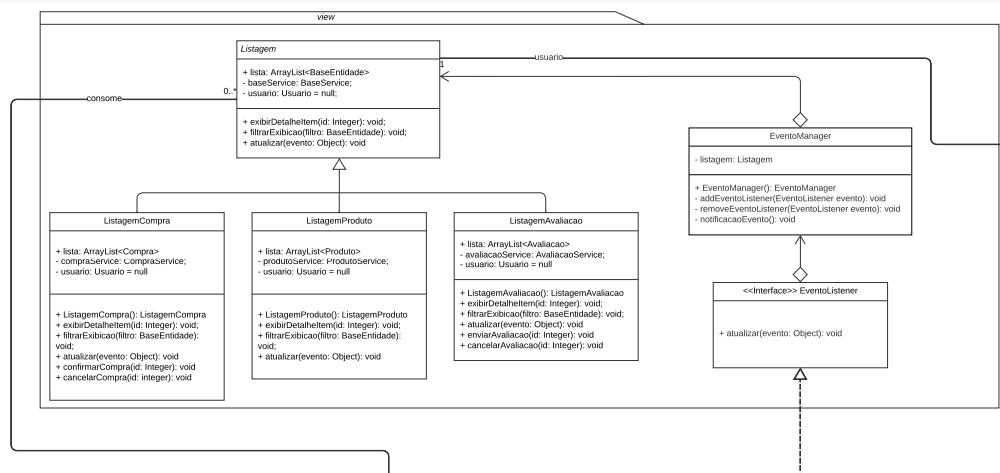 view
Listagem
+ lista: ArrayList<BaseEntidade>
- baseService: BaseService;
- usuario: Usuario = null;
+ exibirDetalheItem(id: Integer): void;
+ filtrarExibicao(filtro: BaseEntidade): void;
+ atualizar(evento: Object): void
1
usuario
0..*
consome
EventoManager
- listagem: Listagem
+ EventoManager(): EventoManager
- addEventoListener(EventoListener evento): void
- removeEventoListener(EventoListener evento): void
- notificacaoEvento(): void
ListagemCompra
+ lista: ArrayList<Compra>
- compraService: CompraService;
- usuario: Usuario = null
+ ListagemCompra(): ListagemCompra
+ exibirDetalheItem(id: Integer): void;
+ filtrarExibicao(filtro: BaseEntidade):
void;
+ atualizar(evento: Object): void
+ confirmarCompra(id: Integer): void
+ cancelarCompra(id: integer): void
ListagemProduto
+ lista: ArrayList<Produto>
- produtoService: ProdutoService;
- usuario: Usuario = null
+ ListagemProduto(): ListagemProduto
+ exibirDetalheItem(id: Integer): void;
+ filtrarExibicao(filtro: BaseEntidade):
void;
+ atualizar(evento: Object): void
ListagemAvaliacao
+ lista: ArrayList<Avaliacao>
- avaliacaoService: AvaliacaoService;
- usuario: Usuario = null
+ ListagemAvaliacao(): ListagemAvaliacao
+ exibirDetalheItem(id: Integer): void;
+ filtrarExibicao(filtro: BaseEntidade): void;
+ atualizar(evento: Object): void
+ enviarAvaliacao(id: Integer): void
+ cancelarAvaliacao(id: Integer): void
<<Interface>> EventoListener
+ atualizar(evento: Object): void